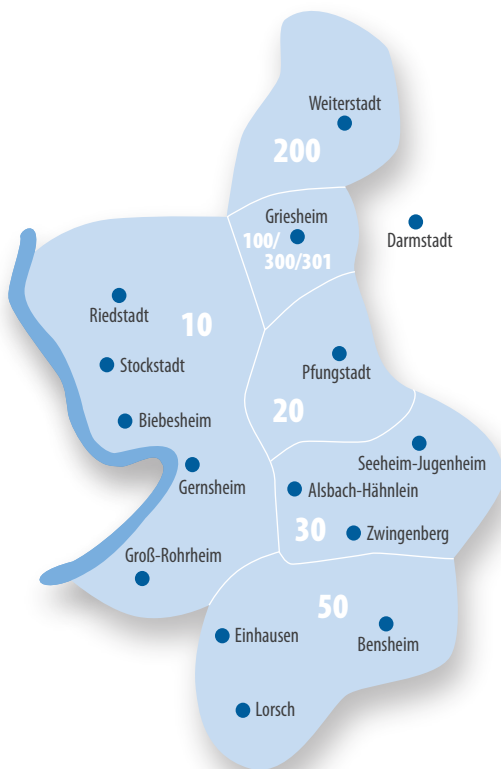 Weiterstadt
200
Griesheim
100/
300/301
Darmstadt
Riedstadt
10
Stockstadt
Pfungstadt
20
Biebesheim
Seeheim-Jugenheim
Gernsheim
Alsbach-Hähnlein
30
Zwingenberg
Groß-Rohrheim
50
Einhausen
Bensheim
Lorsch